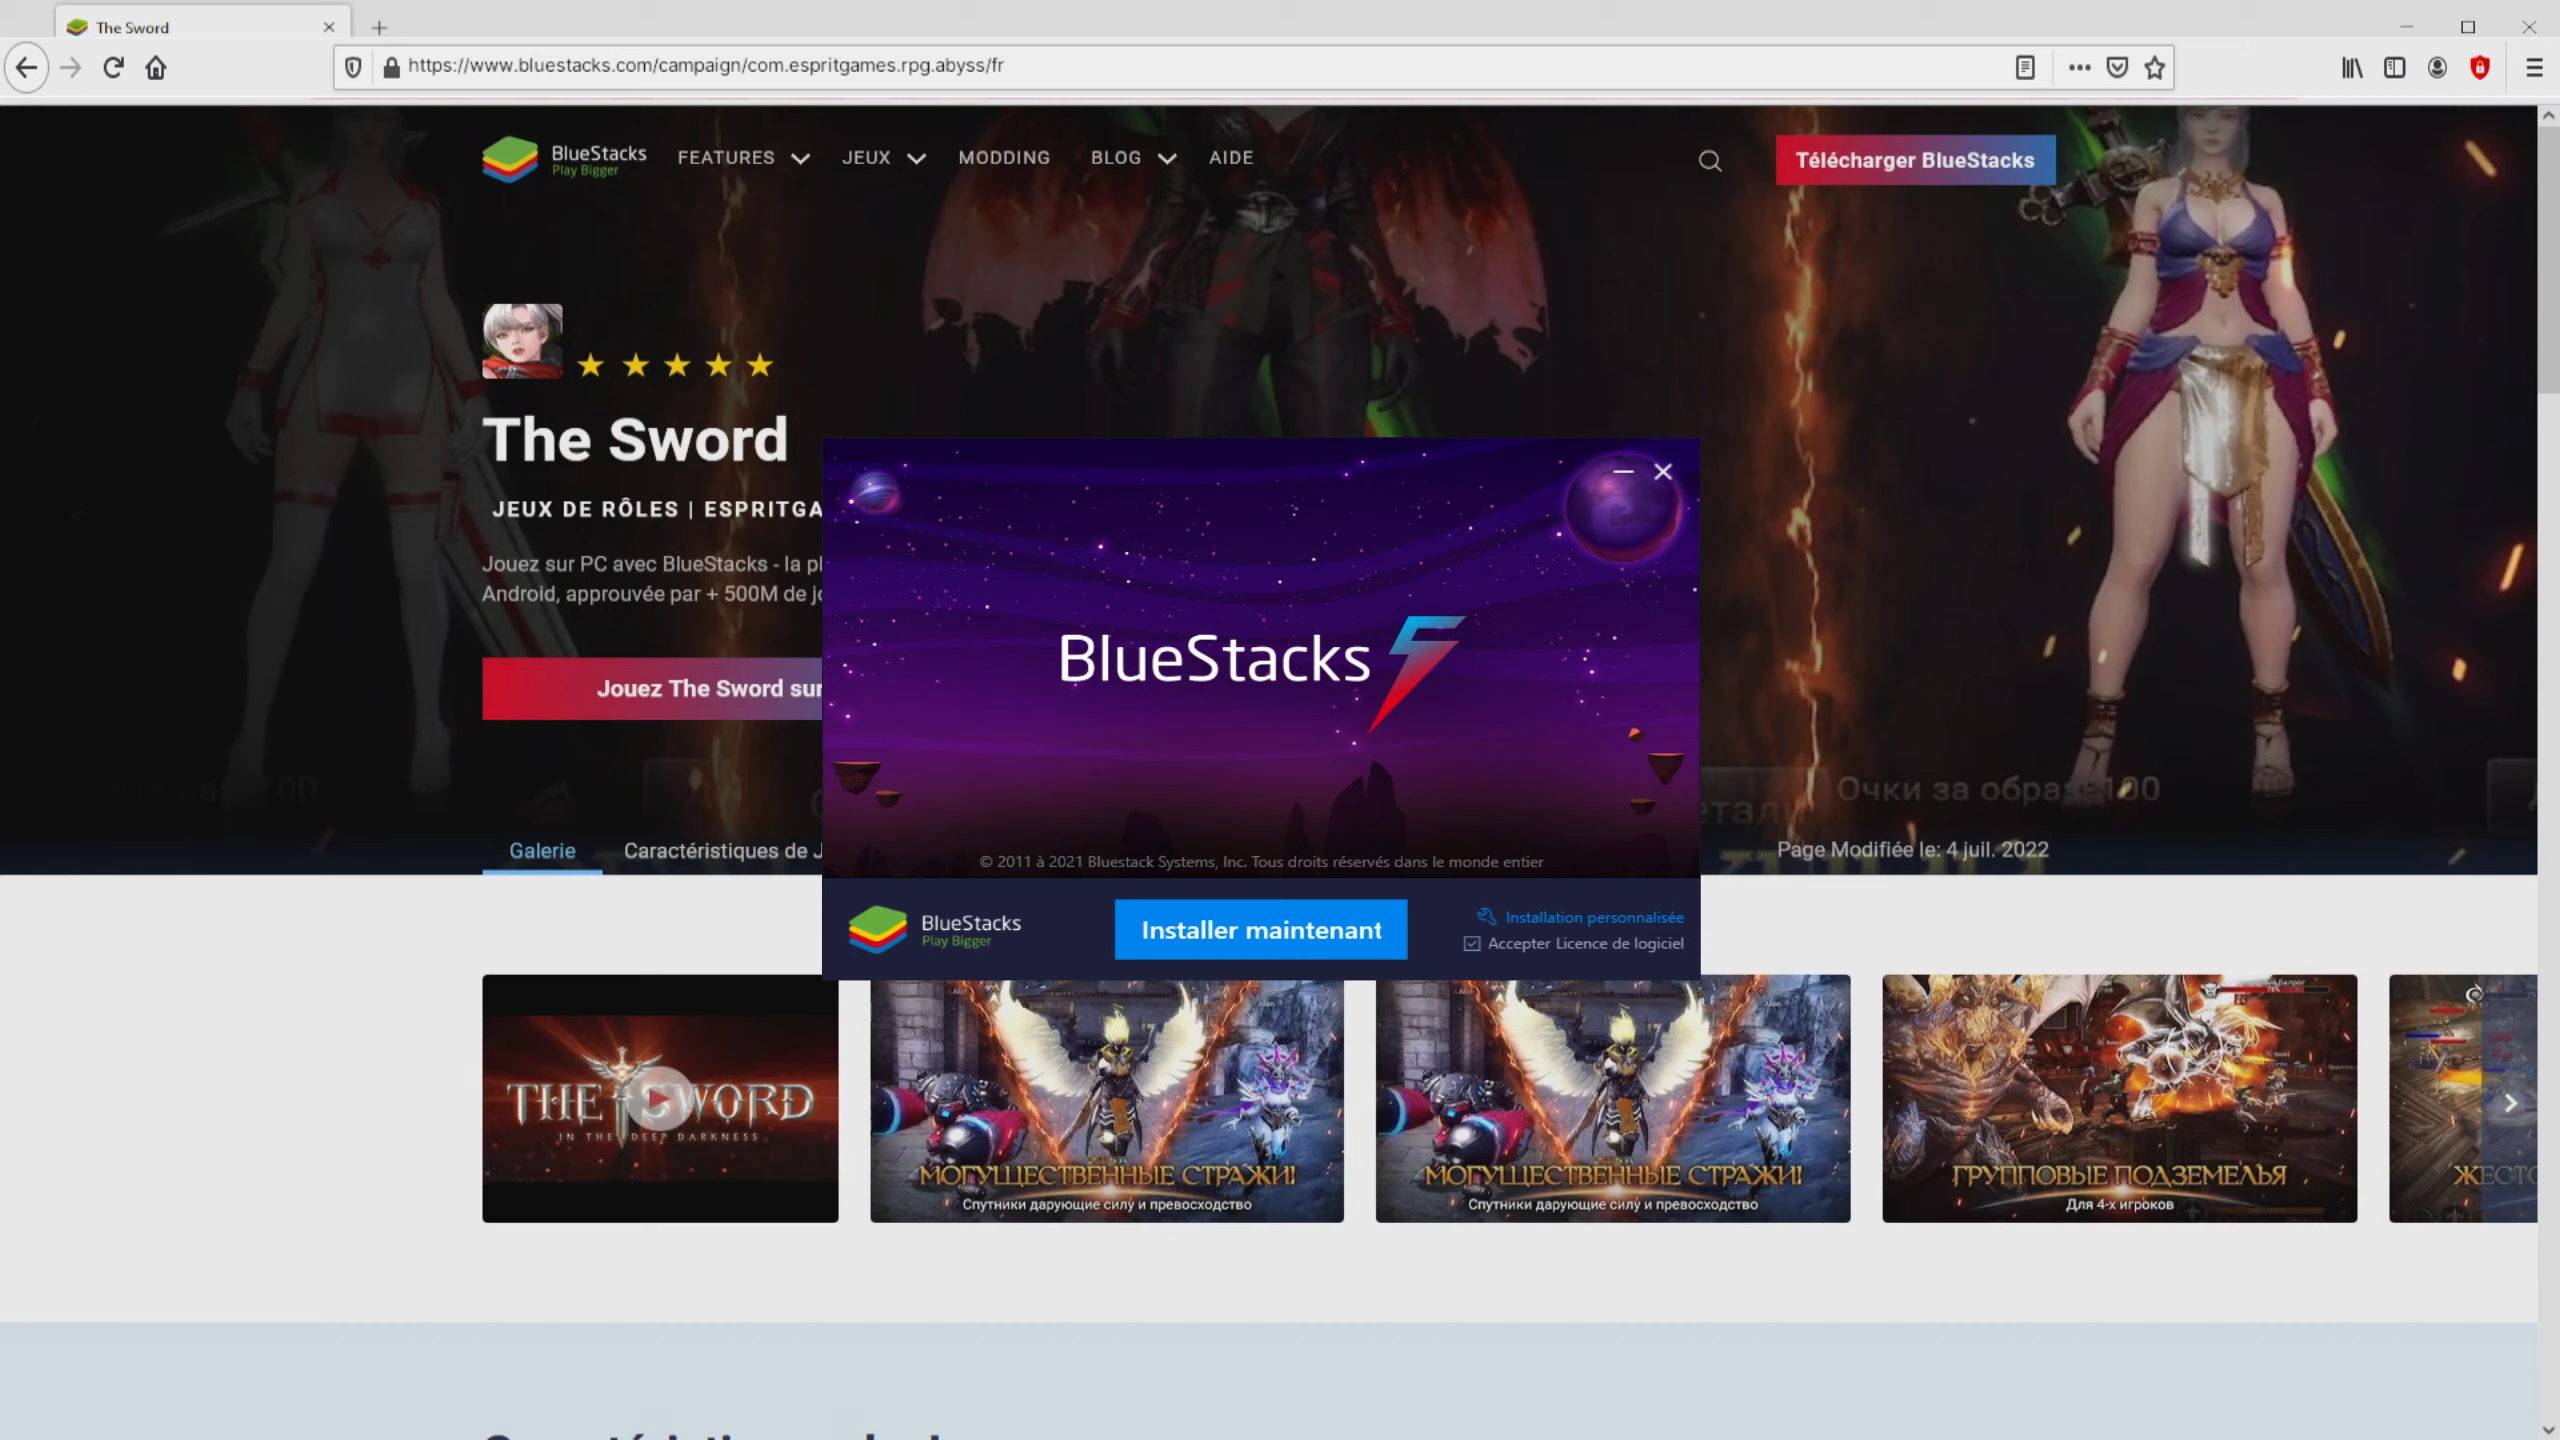 The Sword
https://www.bluestacks.com/campaign/com.espritgames.rpg.abyss/fr
BlueStacks
Play Bigger
FEATURES
JEUX
MODDING
BLOG
AIDE
Télécharger BlueStacks
The Sword
JEUX DE RÔLES | ESPRITGA
Jouez sur PC avec BlueStacks - la pl
Android, approuvée par + 500M de jo
Jouez The Sword sur
Очки за образ 100
Galerie
Caractéristiques de J
Page Modifiée le: 4 juil. 2022
BlueStacks 5
© 2011 à 2021 Bluestack Systems, Inc. Tous droits réservés dans le monde entier
BlueStacks
Play Bigger
Installer maintenant
Installation personnalisée
Accepter Licence de logiciel
THE SWORD
IN THE DEEP DARKNESS
МОГУЩЕСТВЕННЫЕ СТРАЖИ!
Спутники дарующие силу и превосходство
МОГУЩЕСТВЕННЫЕ СТРАЖИ!
Спутники дарующие силу и превосходство
ГРУППОВЫЕ ПОДЗЕМЕЛЬЯ
Для 4-х игроков
ЖЕСТО